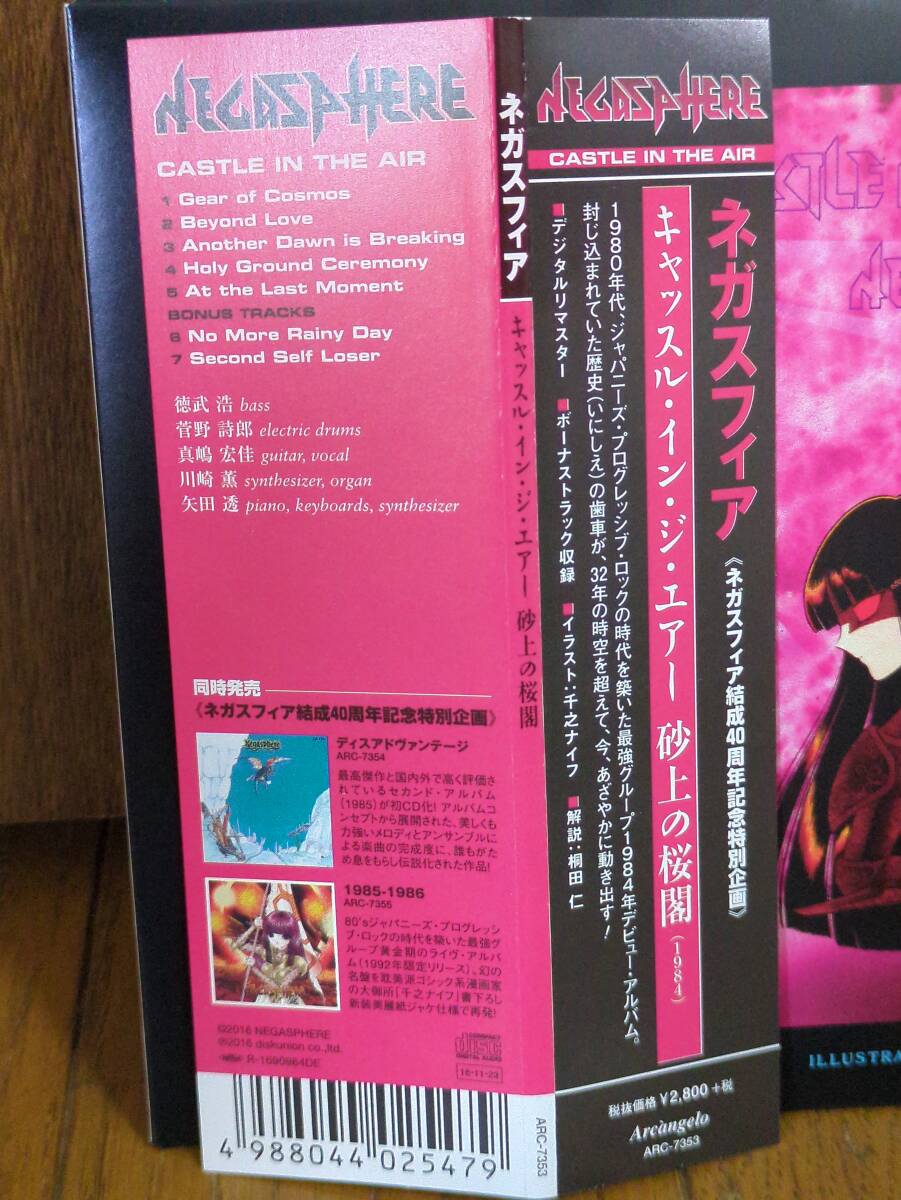 NEGASPHERE
CASTLE IN THE AIR
1 Gear of Cosmos
2 Beyond Love
3 Another Dawn is Breaking
4 Holy Ground Ceremony
5 At the Last Moment
BONUS TRACKS
6 No More Rainy Day
7 Second Self Loser
徳武 浩 bass
菅野 詩郎 electric drums
真嶋 宏佳 guitar, vocal
川崎 薫 synthesizer, organ
矢田 透 piano, keyboards, synthesizer
同時発売
《ネガスフィア結成40周年記念特別企画》
ディスアドヴァンテージ
ARC-7354
最高傑作と国内外で高く評価さ
れているセカンド・アルバム
(1985)が初CD化!アルバムコ
ンセプトから展開された、美しくも
力強いメロディとアンサンブルに
よる楽曲の完成度に、誰もがた
め息をもらし伝説化された作品!
1985-1986
ARC-7355
80'sジャパニーズ・プログレッシ
ブ・ロックの時代を築いた最強グ
ループ黄金期のライヴ・アルバ
ム(1992年限定リリース)、幻の
名盤を耽美派ゴシック系漫画家
の大御所「千之ナイフ」書下ろし
新装美麗紙ジャケ仕様で再発!
©2016 NEGASPHERE
℗2016 diskunion co.,ltd.
R-1690964DE
COMPACT
disc
DIGITAL AUDIO
16・11・23
4 988044 025479
ネガスフィア
キャッスル・イン・ジ・エアー 砂上の桜閣
ARC-7353
NEGASPHERE
CASTLE IN THE AIR
ネガスフィア
《ネガスフィア結成40周年記念特別企画》
キャッスル・イン・ジ・エアー 砂上の桜閣(1984)
1980年代、ジャパニーズ・プログレッシブ・ロックの時代を築いた最強グループ1984年デビュー・アルバム。
封じ込まれていた歴史(いにしえ)の歯車が、32年の時空を超えて、今、あざやかに動き出す!
■デジタルリマスター ■ボーナストラック収録 ■イラスト:千之ナイフ ■解説:桐田 仁
税抜価格¥2,800+税
Arcàngelo
ARC-7353
STLE
NE
ILLUSTRA